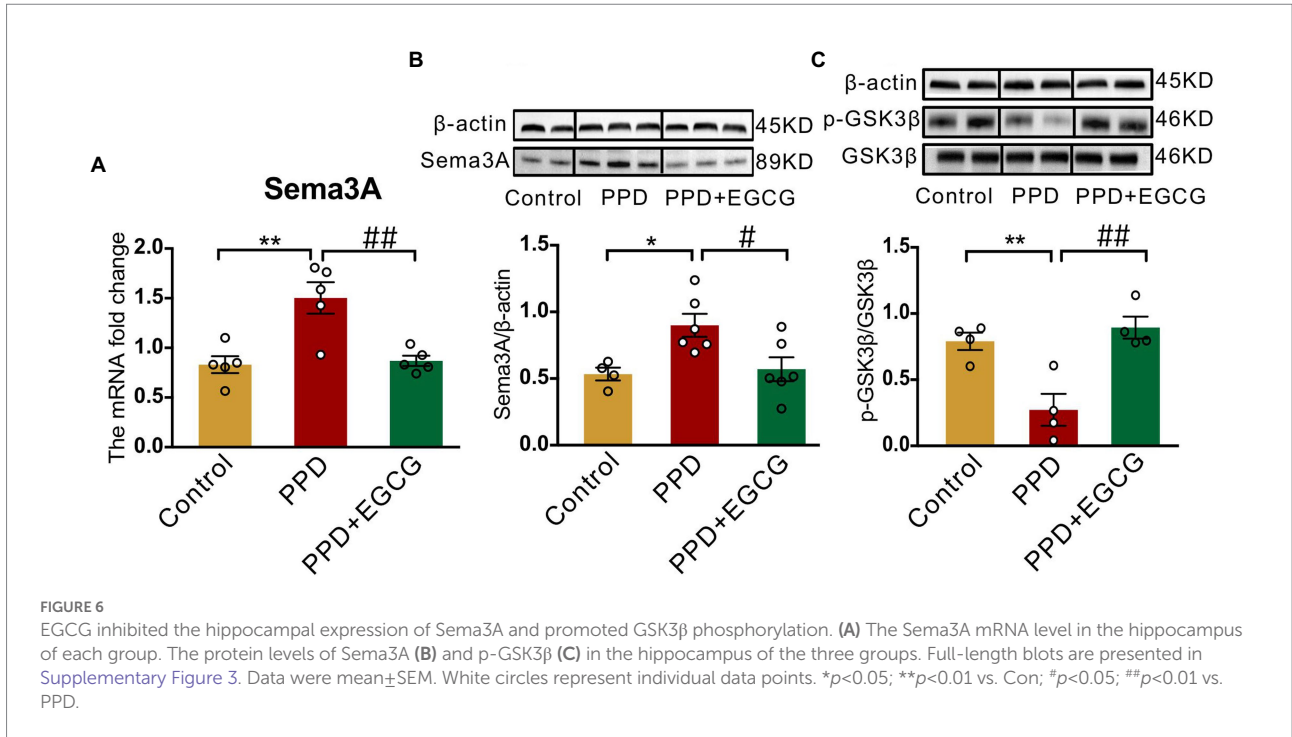 A
Sema3A
The mRNA fold change
2.0
1.5
1.0
0.5
0.0
** ##
Control
PPD
PPD+EGCG
B
β-actin 45KD
Sema3A 89KD
Control PPD PPD+EGCG
Sema3A/β-actin
1.5
1.0
0.5
0.0
* #
Control
PPD
PPD+EGCG
C
β-actin 45KD
p-GSK3β 46KD
GSK3β 46KD
Control PPD PPD+EGCG
p-GSK3β/GSK3β
1.5
1.0
0.5
0.0
** ##
Control
PPD
PPD+EGCG
FIGURE 6
EGCG inhibited the hippocampal expression of Sema3A and promoted GSK3β phosphorylation. (A) The Sema3A mRNA level in the hippocampus
of each group. The protein levels of Sema3A (B) and p-GSK3β (C) in the hippocampus of the three groups. Full-length blots are presented in
Supplementary Figure 3. Data were mean±SEM. White circles represent individual data points. *p<0.05; **p<0.01 vs. Con; #p<0.05; ##p<0.01 vs.
PPD.